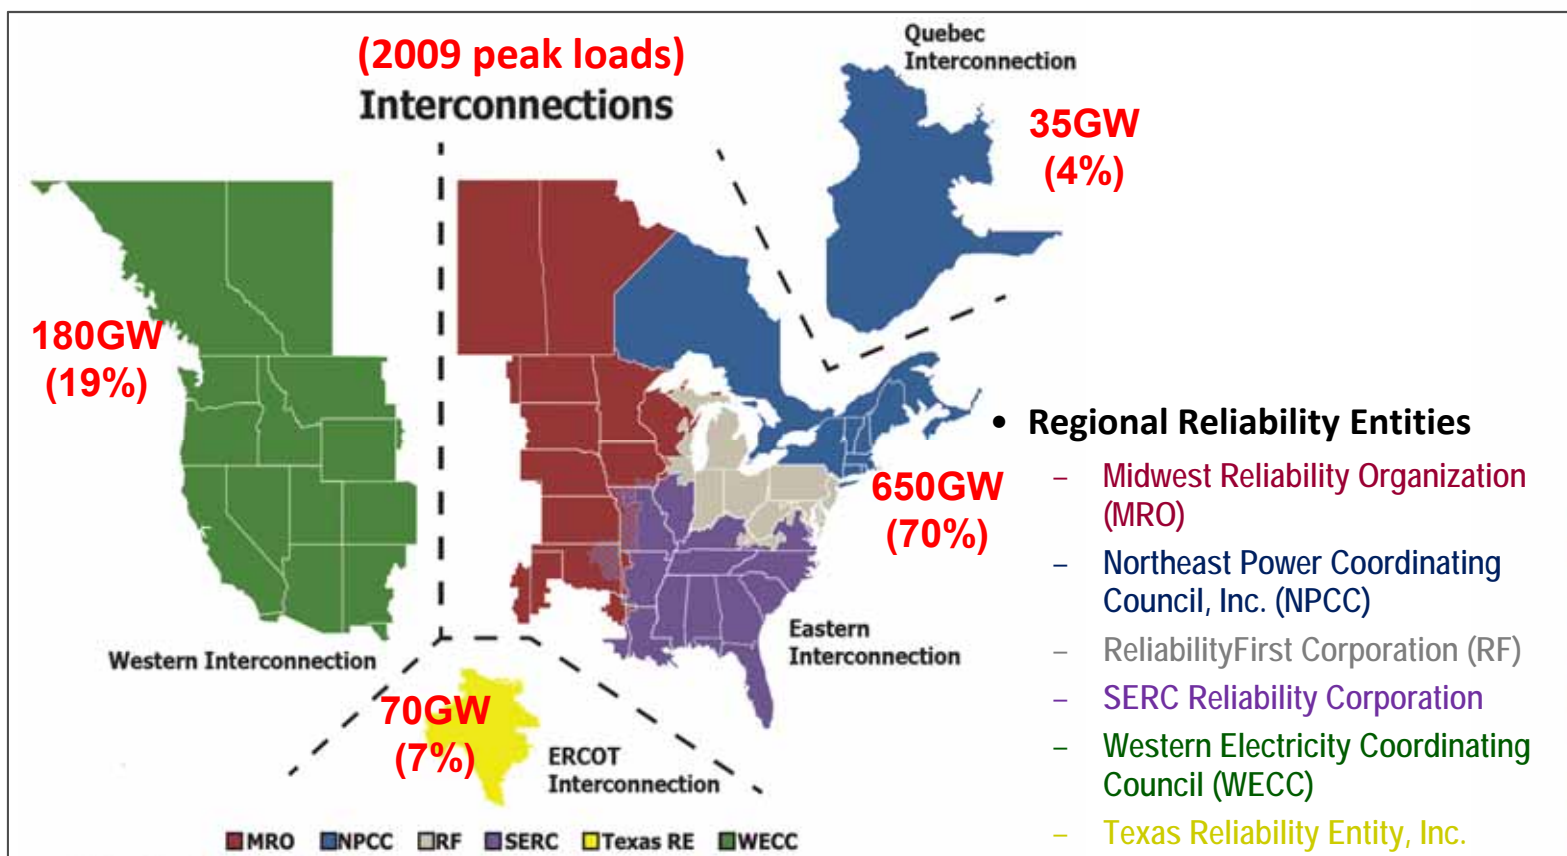 (2009 peak loads)
Interconnections
Quebec
Interconnection
35GW
(4%)
180GW
(19%)
650GW
(70%)
Western Interconnection
Eastern
Interconnection
70GW
(7%)
ERCOT
Interconnection
MRO NPCC RF SERC Texas RE WECC
• Regional Reliability Entities
– Midwest Reliability Organization
(MRO)
– Northeast Power Coordinating
Council, Inc. (NPCC)
– ReliabilityFirst Corporation (RF)
– SERC Reliability Corporation
– Western Electricity Coordinating
Council (WECC)
– Texas Reliability Entity, Inc.